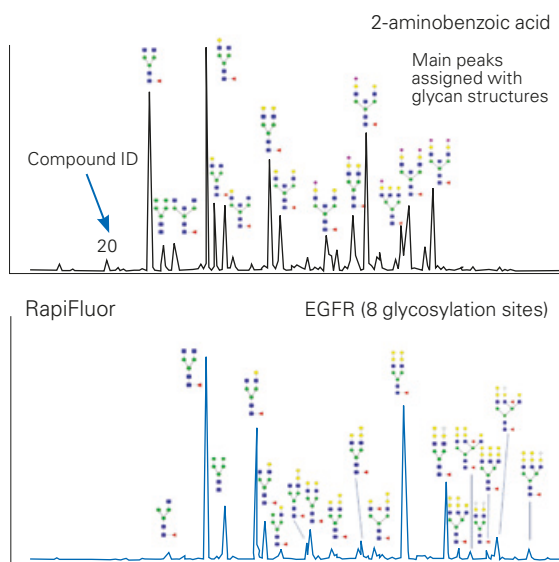 2-aminobenzoic acid
Main peaks
assigned with
glycan structures
Compound ID
20
RapiFluor
EGFR (8 glycosylation sites)